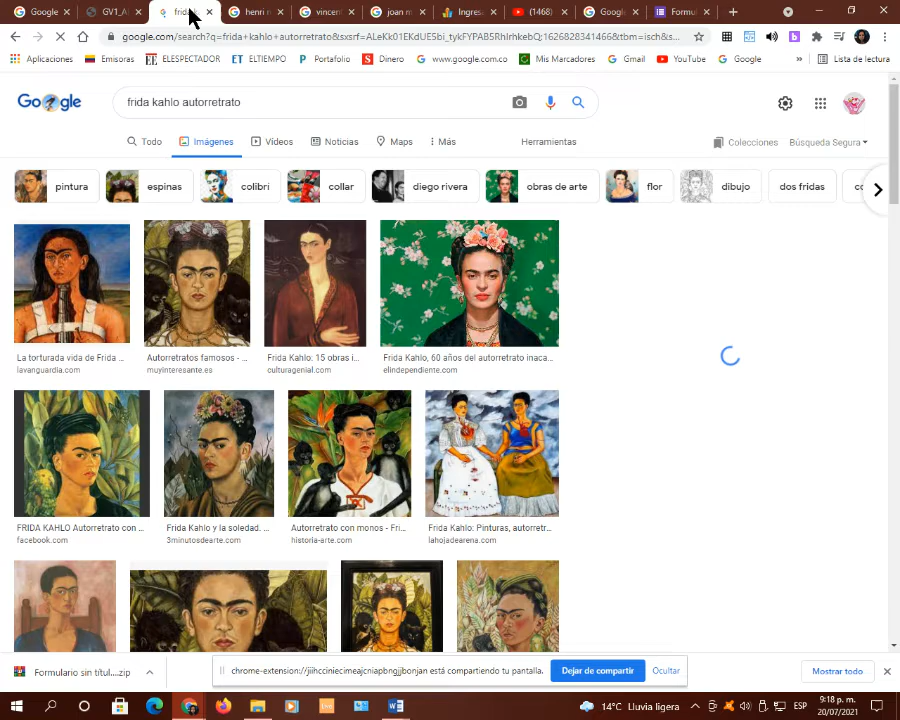 Google
GV1_A
frida
henri r
vincen
joan m
Ingres
(1468)
Google
Formul
google.com/search?q=frida+kahlo+autorretrato&sxsrf=ALeKk01EKdUE5bi_tykFYPAB5RhIrhkebQ:1626828341466&tbm=isch&s...
Aplicaciones
Emisoras
EE ELESPECTADOR
ET ELTIEMPO
P Portafolio
S Dinero
G www.google.com.co
Mis Marcadores
G Gmail
YouTube
G Google
»
Lista de lectura
Google
frida kahlo autorretrato
Todo
Imágenes
Vídeos
Noticias
Maps
Más
Herramientas
Colecciones
Búsqueda Segura
pintura
espinas
colibri
collar
diego rivera
obras de arte
flor
dibujo
dos fridas
La torturada vida de Frida ...
lavanguardia.com
Autorretratos famosos - ...
muyinteresante.es
Frida Kahlo: 15 obras i...
culturagenial.com
Frida Kahlo, 60 años del autorretrato inaca...
elindependiente.com
FRIDA KAHLO Autorretrato con ...
facebook.com
Frida Kahlo y la soledad. ...
3minutosdearte.com
Autorretrato con monos - Fri...
historia-arte.com
Frida Kahlo: Pinturas, autorretr...
lahojadearena.com
Formulario sin títul....zip
chrome-extension://jiihcciniecimeajcniapbngjjbonjan está compartiendo tu pantalla.
Dejar de compartir
Ocultar
Mostrar todo
14°C Lluvia ligera
ESP
9:18 p. m.
20/07/2021